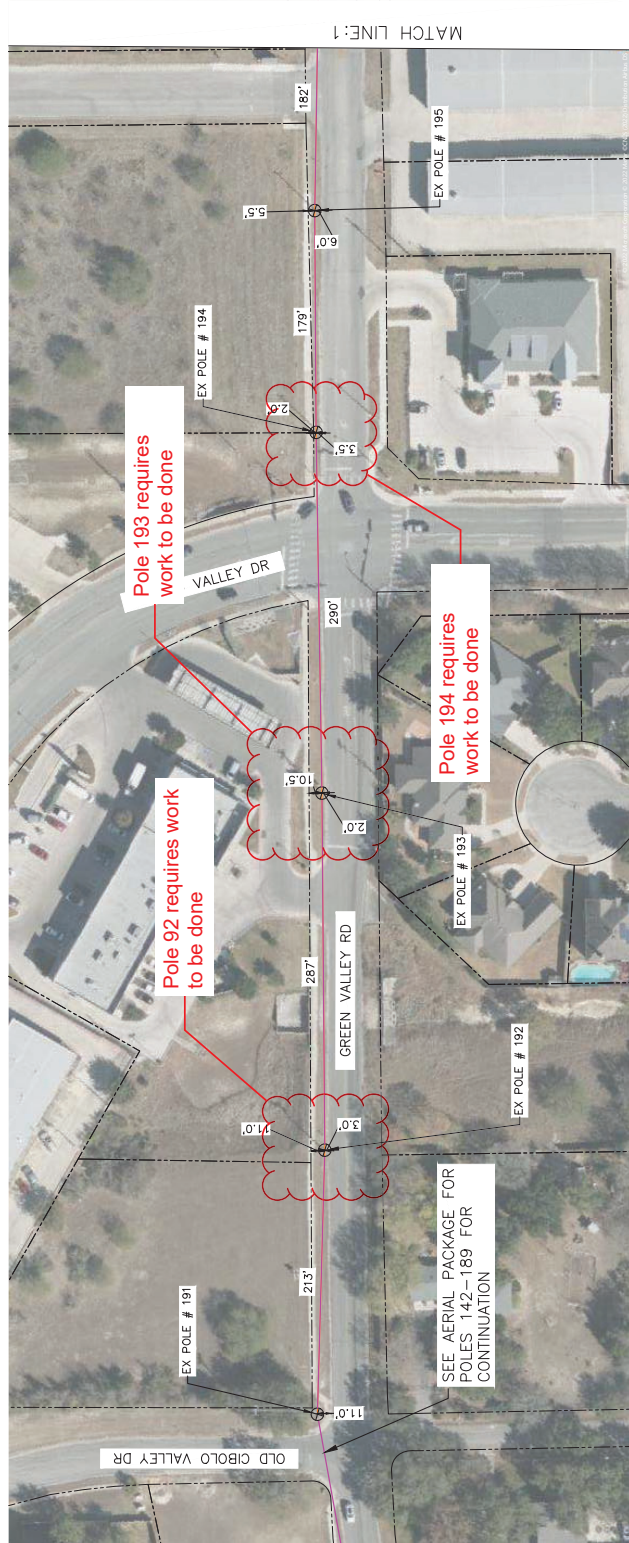 Pole 193 requires
work to be done
Pole 92 requires work
to be done
VALLEY DR
OLD CIBOLO VALLEY DR
EX POLE # 191
EX POLE # 194
11.0'
2.0'
5.5'
10.5'
213'
287'
290'
179'
182'
11.0'
3.0'
2.0'
3.5'
6.0'
GREEN VALLEY RD
MATCH LINE:1
SEE AERIAL PACKAGE FOR
POLES 142-189 FOR
CONTINUATION
EX POLE # 192
EX POLE # 193
Pole 194 requires
work to be done
EX POLE # 195